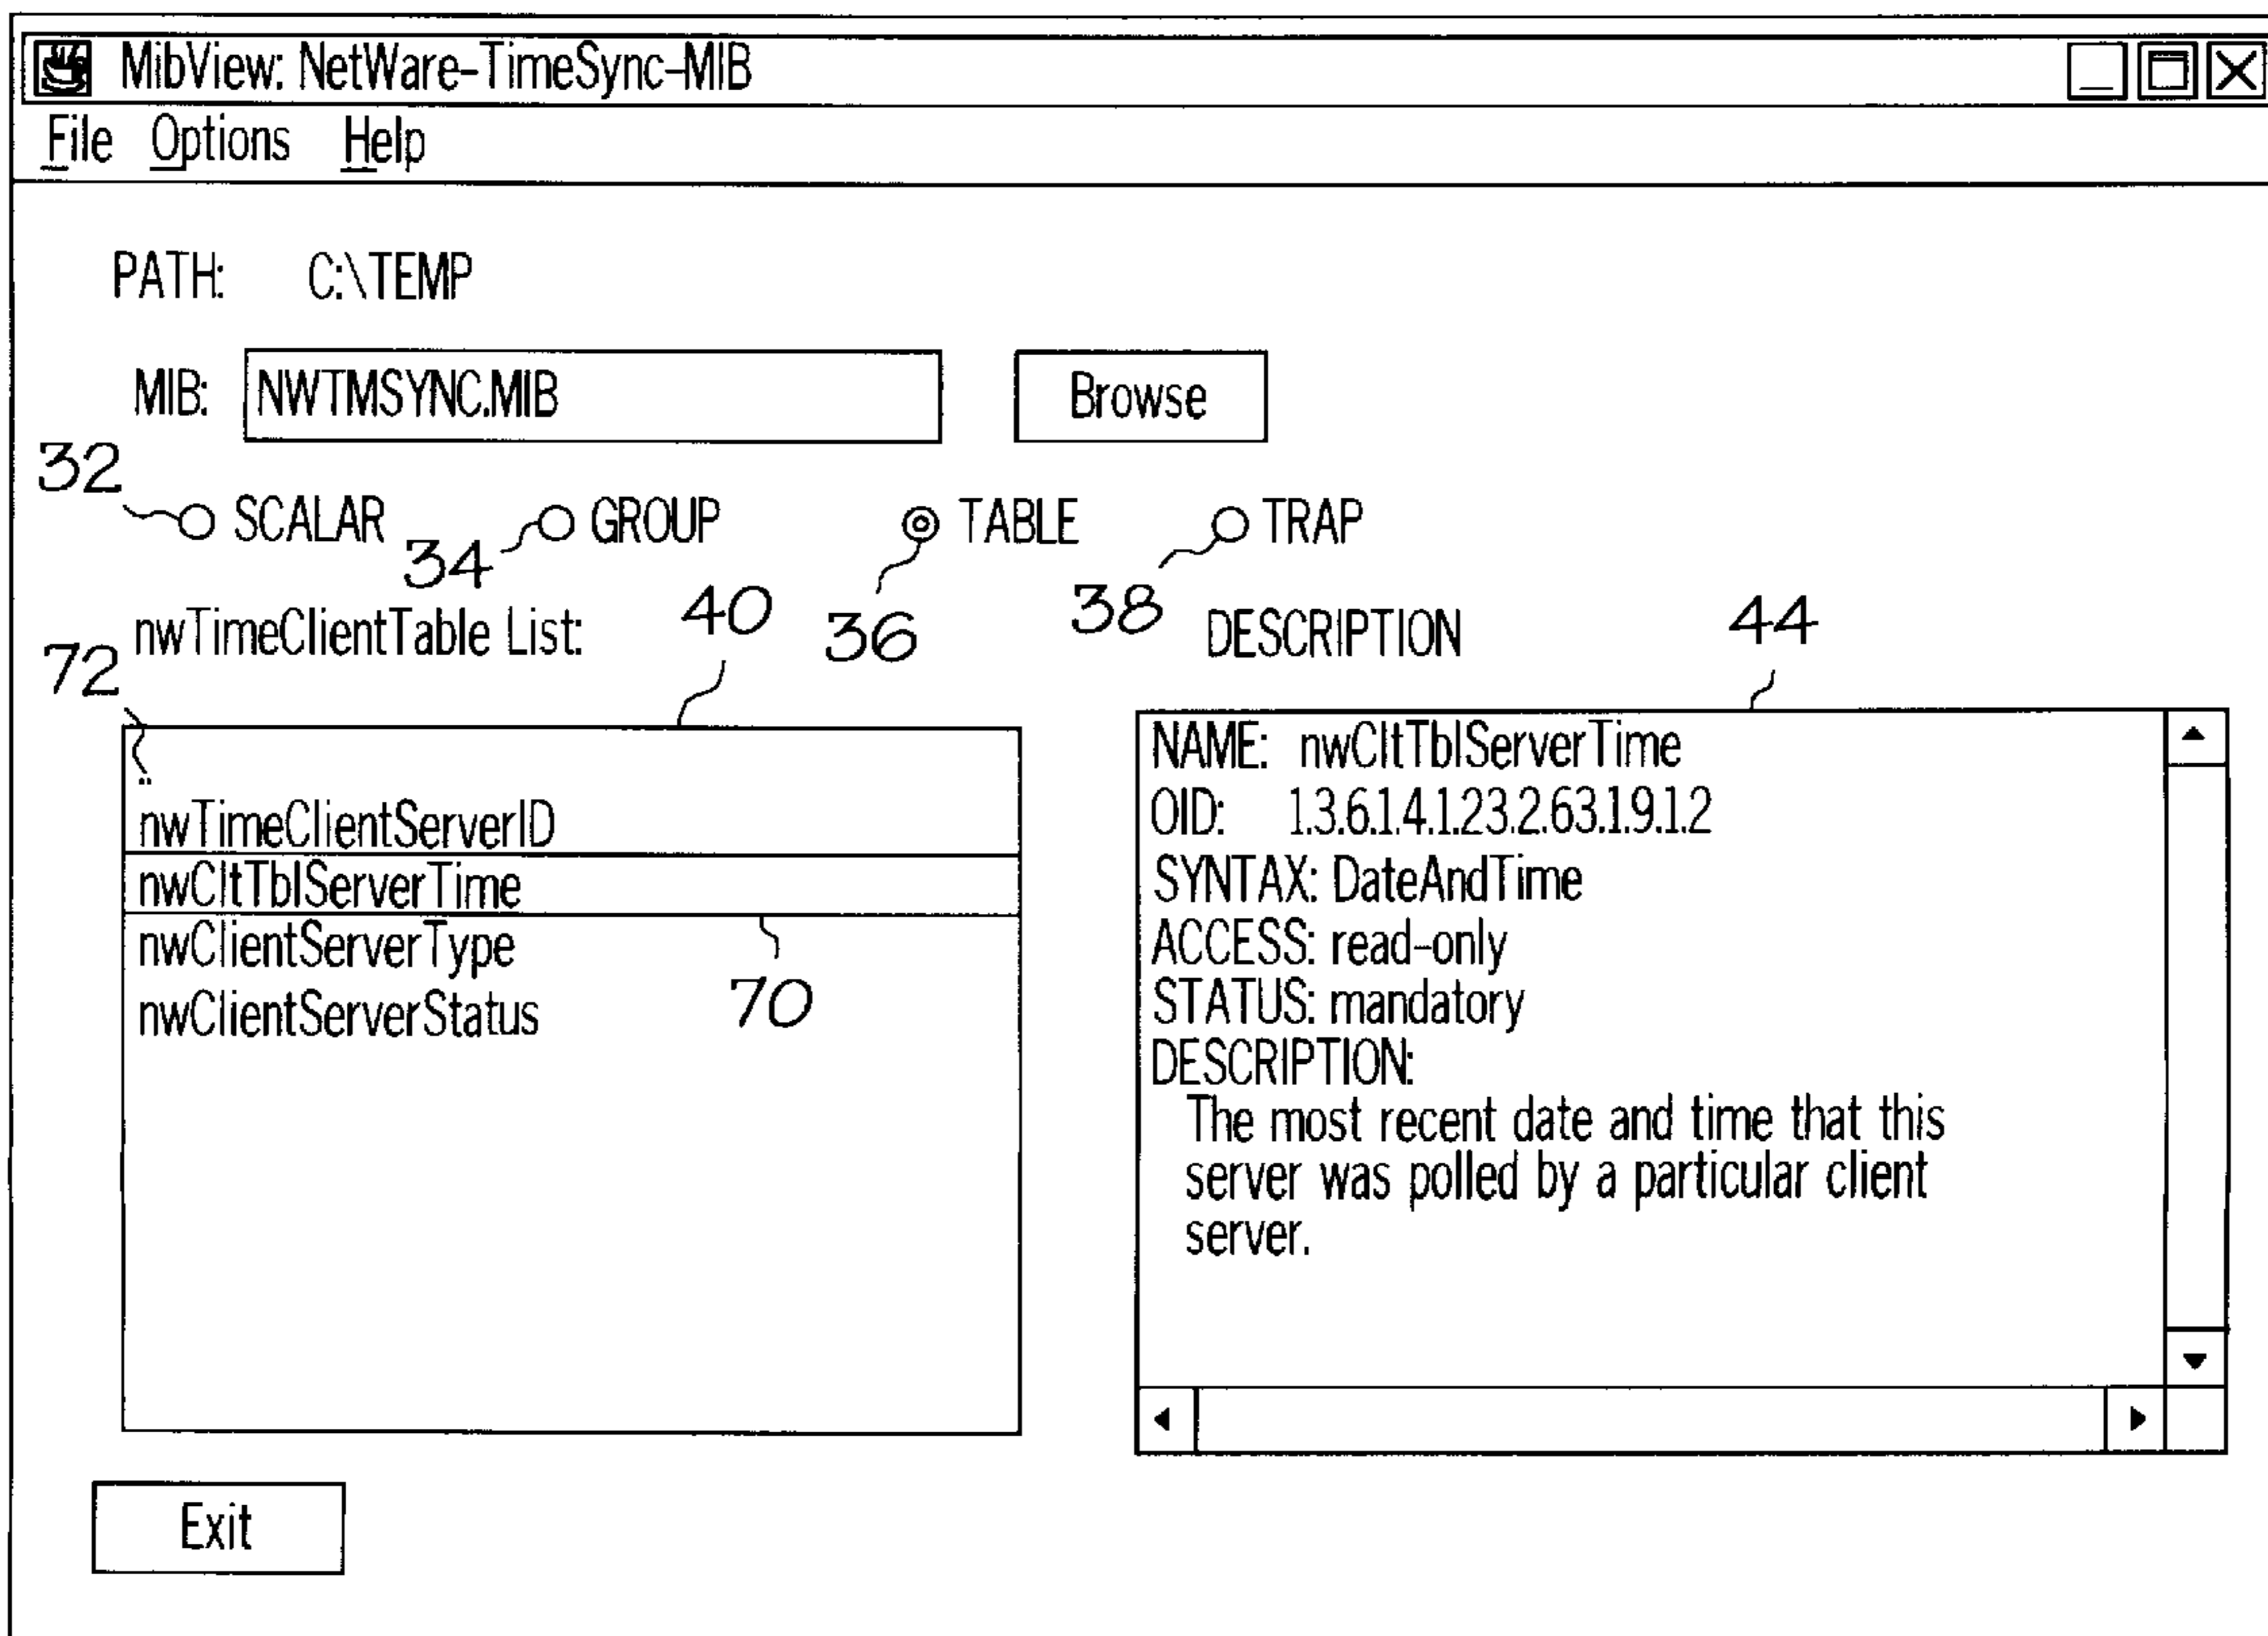 MibView: NetWare-TimeSync-MIB
File Options Help
PATH: C:\TEMP
MIB: NWTMSYNC.MIB Browse
32
SCALAR GROUP TABLE TRAP
34
40
36
38
nwTimeClientTable List:
DESCRIPTION
44
72
..
nwTimeClientServerID
nwCltTblServerTime
nwClientServerType
nwClientServerStatus
70
NAME: nwCltTblServerTime
OID: 1.3.6.1.4.1.23.2.63.1.9.1.2
SYNTAX: DateAndTime
ACCESS: read-only
STATUS: mandatory
DESCRIPTION:
The most recent date and time that this
server was polled by a particular client
server.
Exit